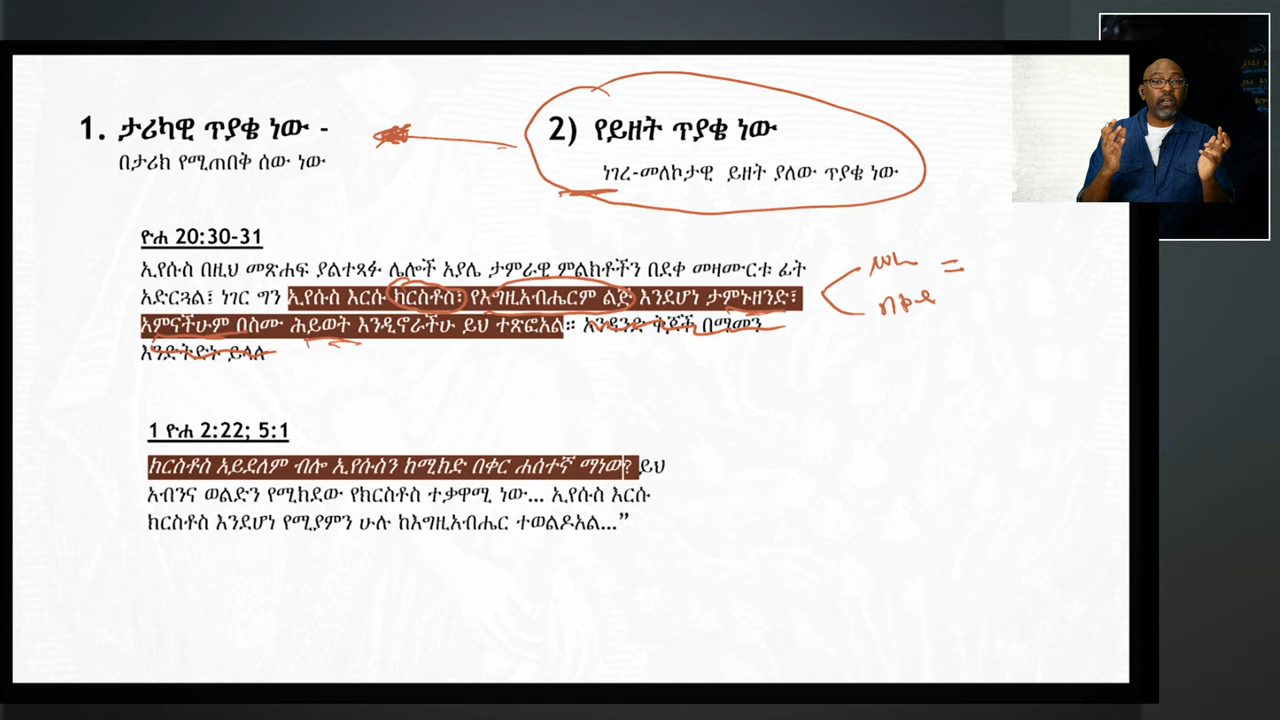 1. ታሪካዊ ጥያቄ ነው -
በታሪክ የሚጠበቅ ሰው ነው
2) የይዘት ጥያቄ ነው
ነገረ-መለኮታዊ ይዘት ያለው ጥያቄ ነው
ዮሐ 20:30-31
ኢየሱስ በዚህ መጽሐፍ ያልተጻፉ ሌሎች አያሌ ታምራዊ ምልክቶችን በደቀ መዛሙርቱ ፊት
አድርጓል፤ ነገር ግን ኢየሱስ እርሱ ክርስቶስ፣ የእግዚአብሔርም ልጅ እንደሆነ ታምኑዘንድ፣
አምናችሁም በስሙ ሕይወት እንዲኖራችሁ ይህ ተጽፎአል። አንዳንድ ቅጆች በማመን
እንድትድኑ ይላሉ
=
1 ዮሐ 2:22; 5:1
ክርስቶስ አይደለም ብሎ ኢየሱስን ከሚክድ በቀር ሐሰተኛ ማነው? ይህ
አብንና ወልድን የሚክደው የክርስቶስ ተቃዋሚ ነው... ኢየሱስ እርሱ
ክርስቶስ እንደሆነ የሚያምን ሁሉ ከእግዚአብሔር ተወልዶአል...”